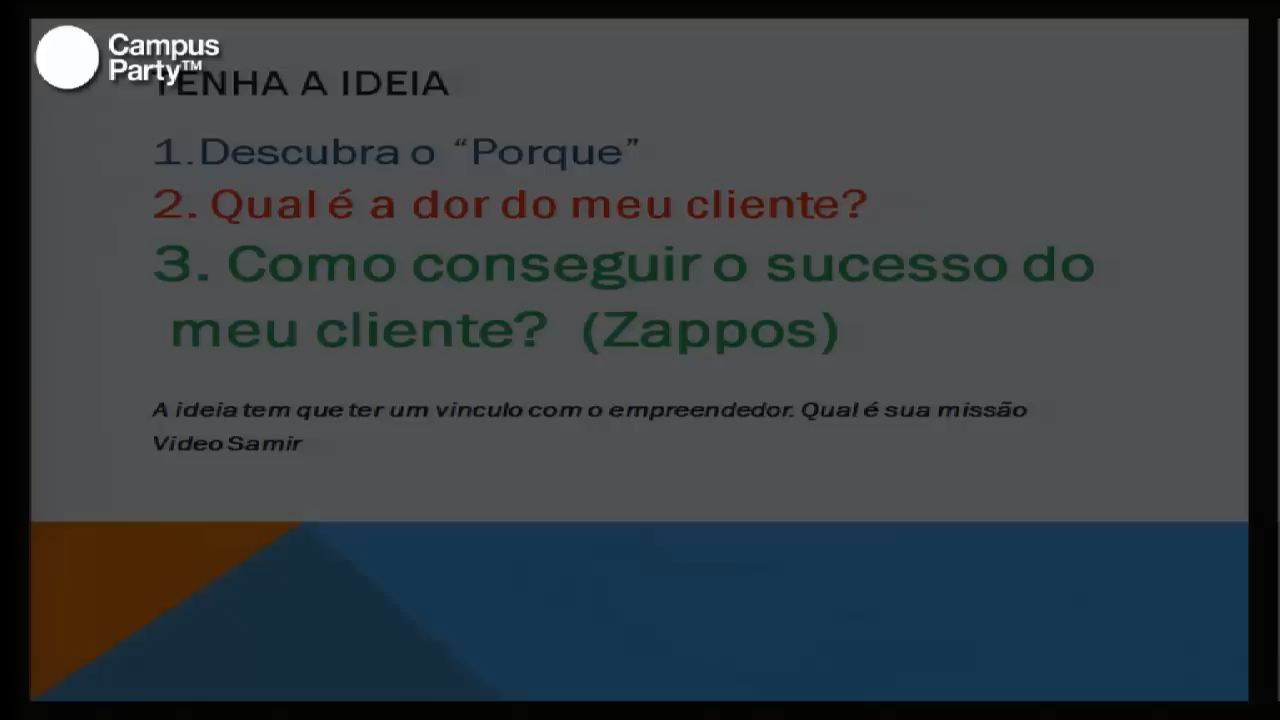 Campus
Party™
TENHA A IDEIA
1.Descubra o “Porque”
2. Qual é a dor do meu cliente?
3. Como conseguir o sucesso do
meu cliente? (Zappos)
A ideia tem que ter um vinculo com o empreendedor. Qual é sua missão
Video Samir